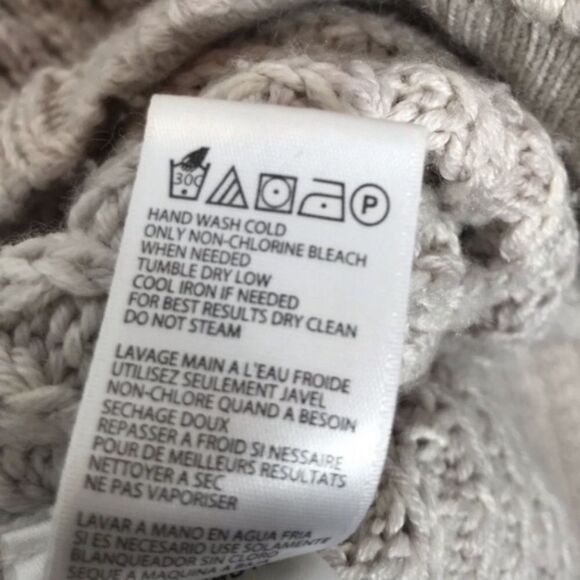 30C P
HAND WASH COLD
ONLY NON-CHLORINE BLEACH
WHEN NEEDED
TUMBLE DRY LOW
COOL IRON IF NEEDED
FOR BEST RESULTS DRY CLEAN
DO NOT STEAM
LAVAGE MAIN A L'EAU FROIDE
UTILISEZ SEULEMENT JAVEL
NON-CHLORE QUAND A BESOIN
SECHAGE DOUX
REPASSER A FROID SI NESSAIRE
POUR DE MEILLEURS RESULTATS
NETTOYER A SEC
NE PAS VAPORISER
LAVAR A MANO EN AGUA FRIA
SI ES NECESARIO USE SOLAMENTE
BLANQUEADOR SIN CLORO
SEQUE A MAQUINA